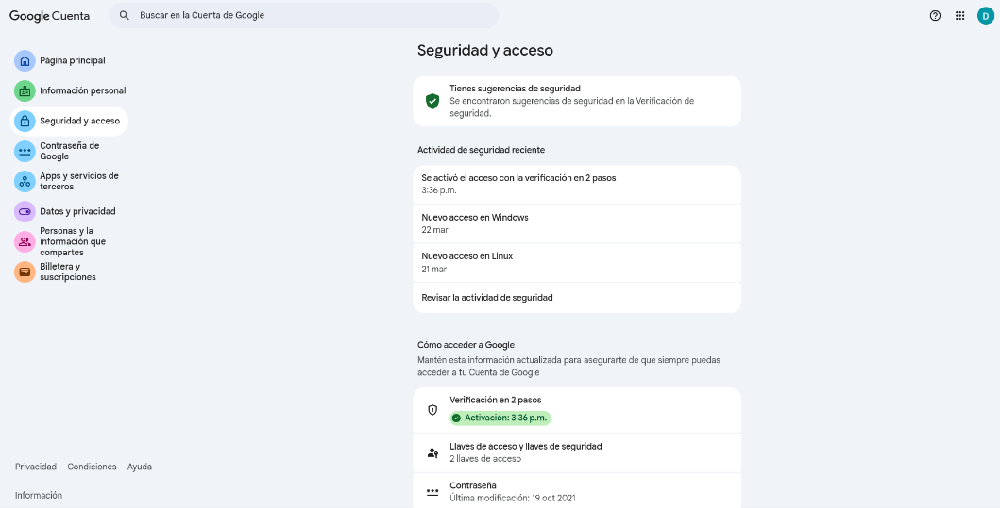 Google Cuenta
Buscar en la Cuenta de Google
D
Página principal
Información personal
Seguridad y acceso
Contraseña de
Google
Apps y servicios de
terceros
Datos y privacidad
Personas y la
información que
compartes
Billetera y
suscripciones
Privacidad Condiciones Ayuda
Información
Seguridad y acceso
Tienes sugerencias de seguridad
Se encontraron sugerencias de seguridad en la Verificación de
seguridad.
Actividad de seguridad reciente
Se activó el acceso con la verificación en 2 pasos
3:36 p.m.
Nuevo acceso en Windows
22 mar
Nuevo acceso en Linux
21 mar
Revisar la actividad de seguridad
Cómo acceder a Google
Mantén esta información actualizada para asegurarte de que siempre puedas
acceder a tu Cuenta de Google
Verificación en 2 pasos
Activación: 3:36 p.m.
Llaves de acceso y llaves de seguridad
2 llaves de acceso
Contraseña
Última modificación: 19 oct 2021